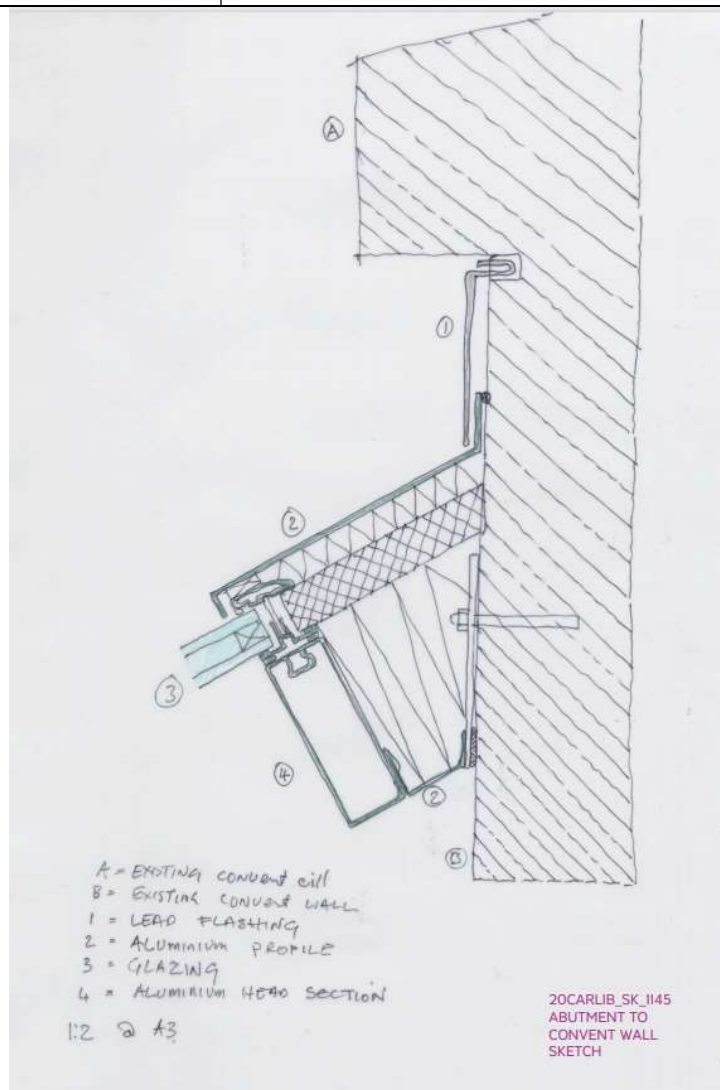 A
1
2
3
4
2
B
A = EXISTING CONVENT cill
B = EXISTING CONVENT WALL
1 = LEAD FLASHING
2 = ALUMINIUM PROFILE
3 = GLAZING
4 = ALUMINIUM HEAD SECTION
1:2 @ A3
20CARLIB_SK_1145
ABUTMENT TO
CONVENT WALL
SKETCH